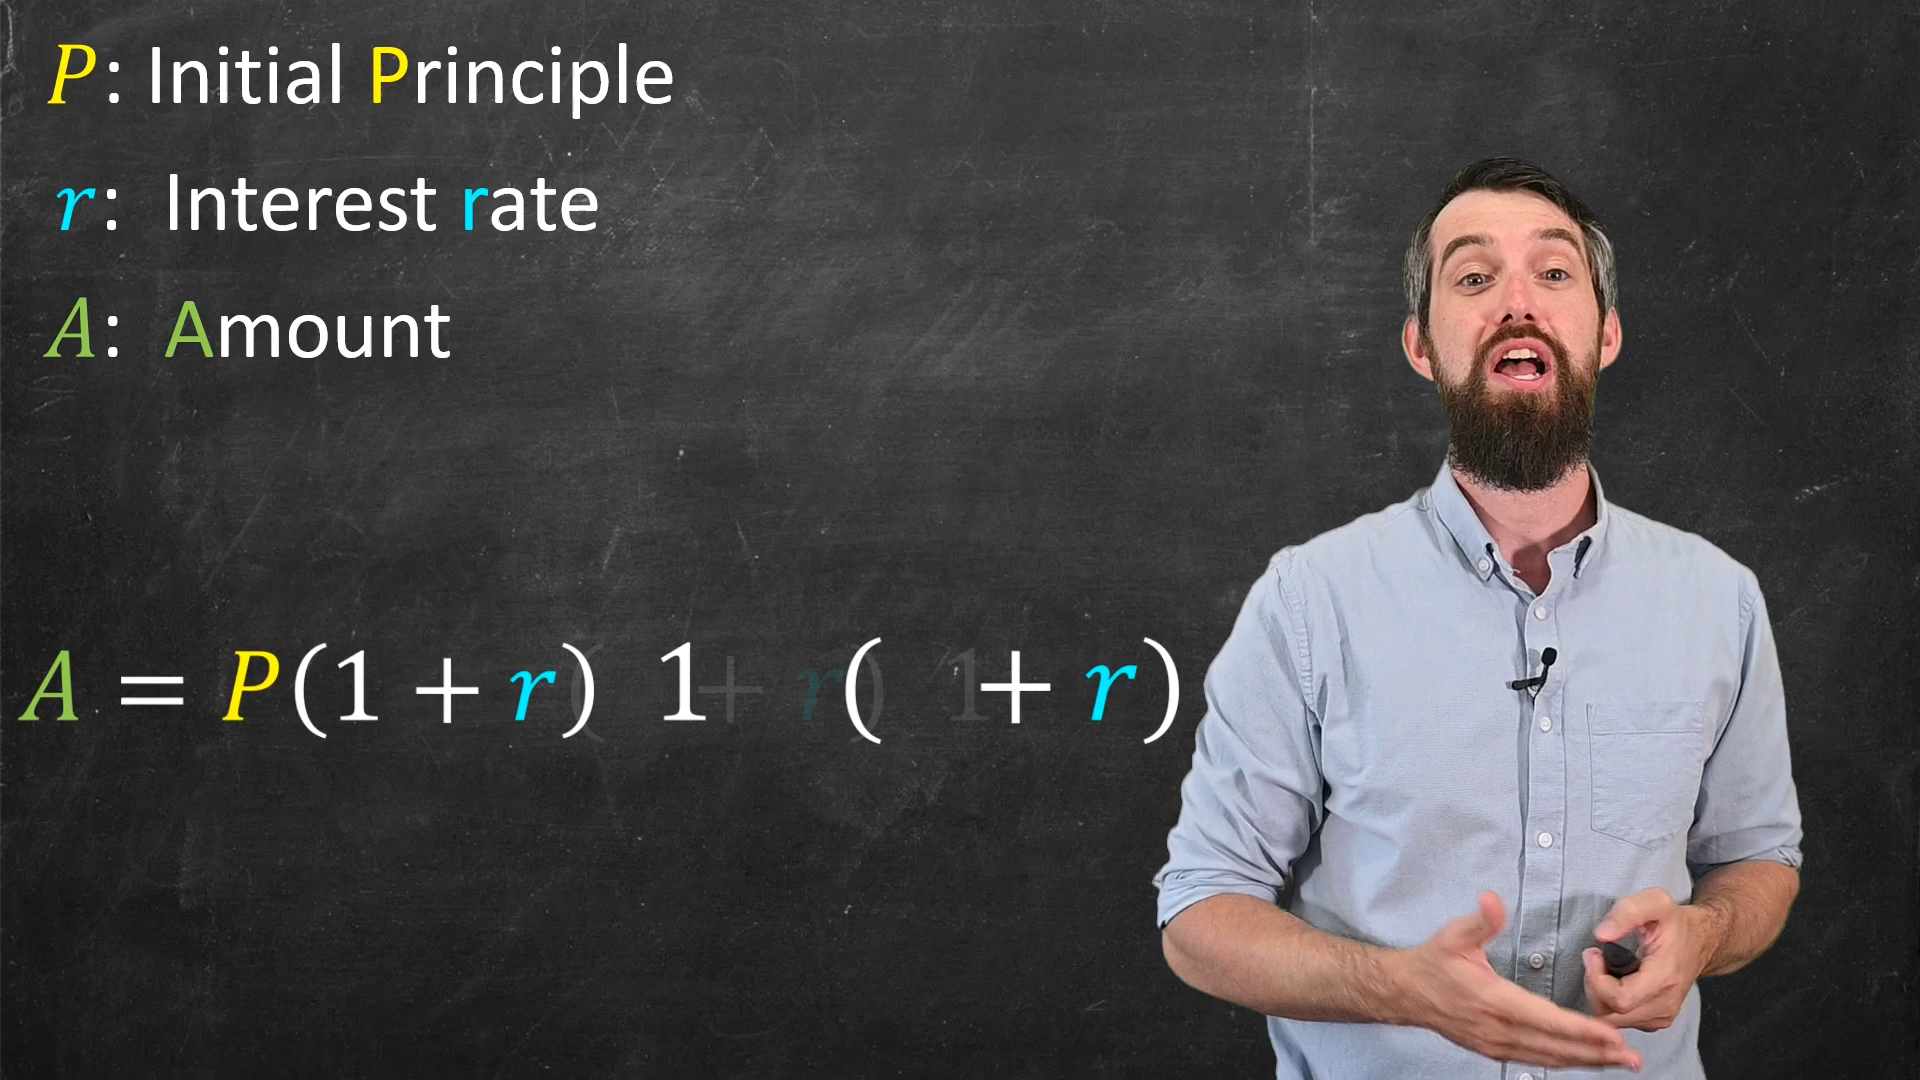 P: Initial Principle
r: Interest rate
A: Amount
A = P(1 + r) 1 ( + r)